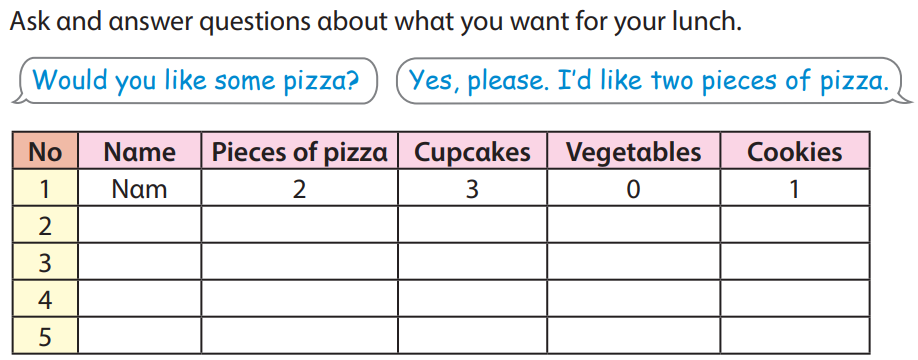 Ask and answer questions about what you want for your lunch.
Would you like some pizza? Yes, please. I'd like two pieces of pizza.
No Name Pieces of pizza Cupcakes Vegetables Cookies
1 Nam 2 3 0 1
2
3
4
5